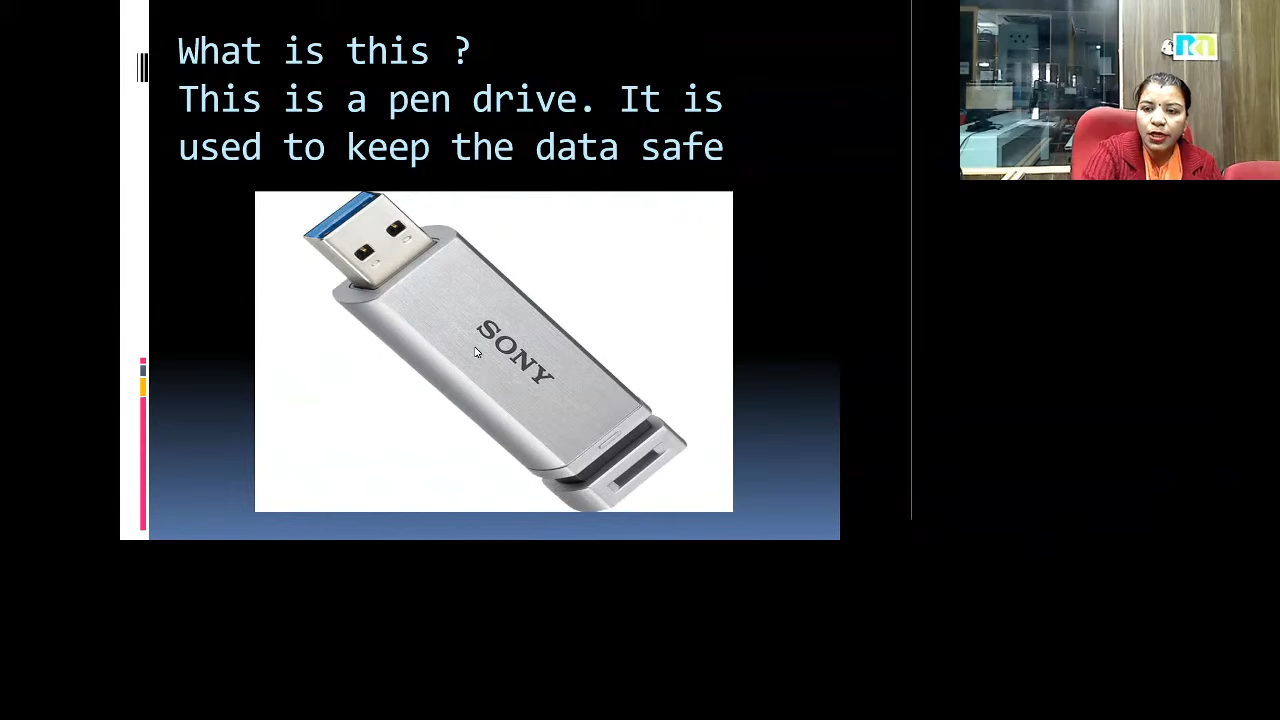 What is this ?
This is a pen drive. It is
used to keep the data safe
SONY